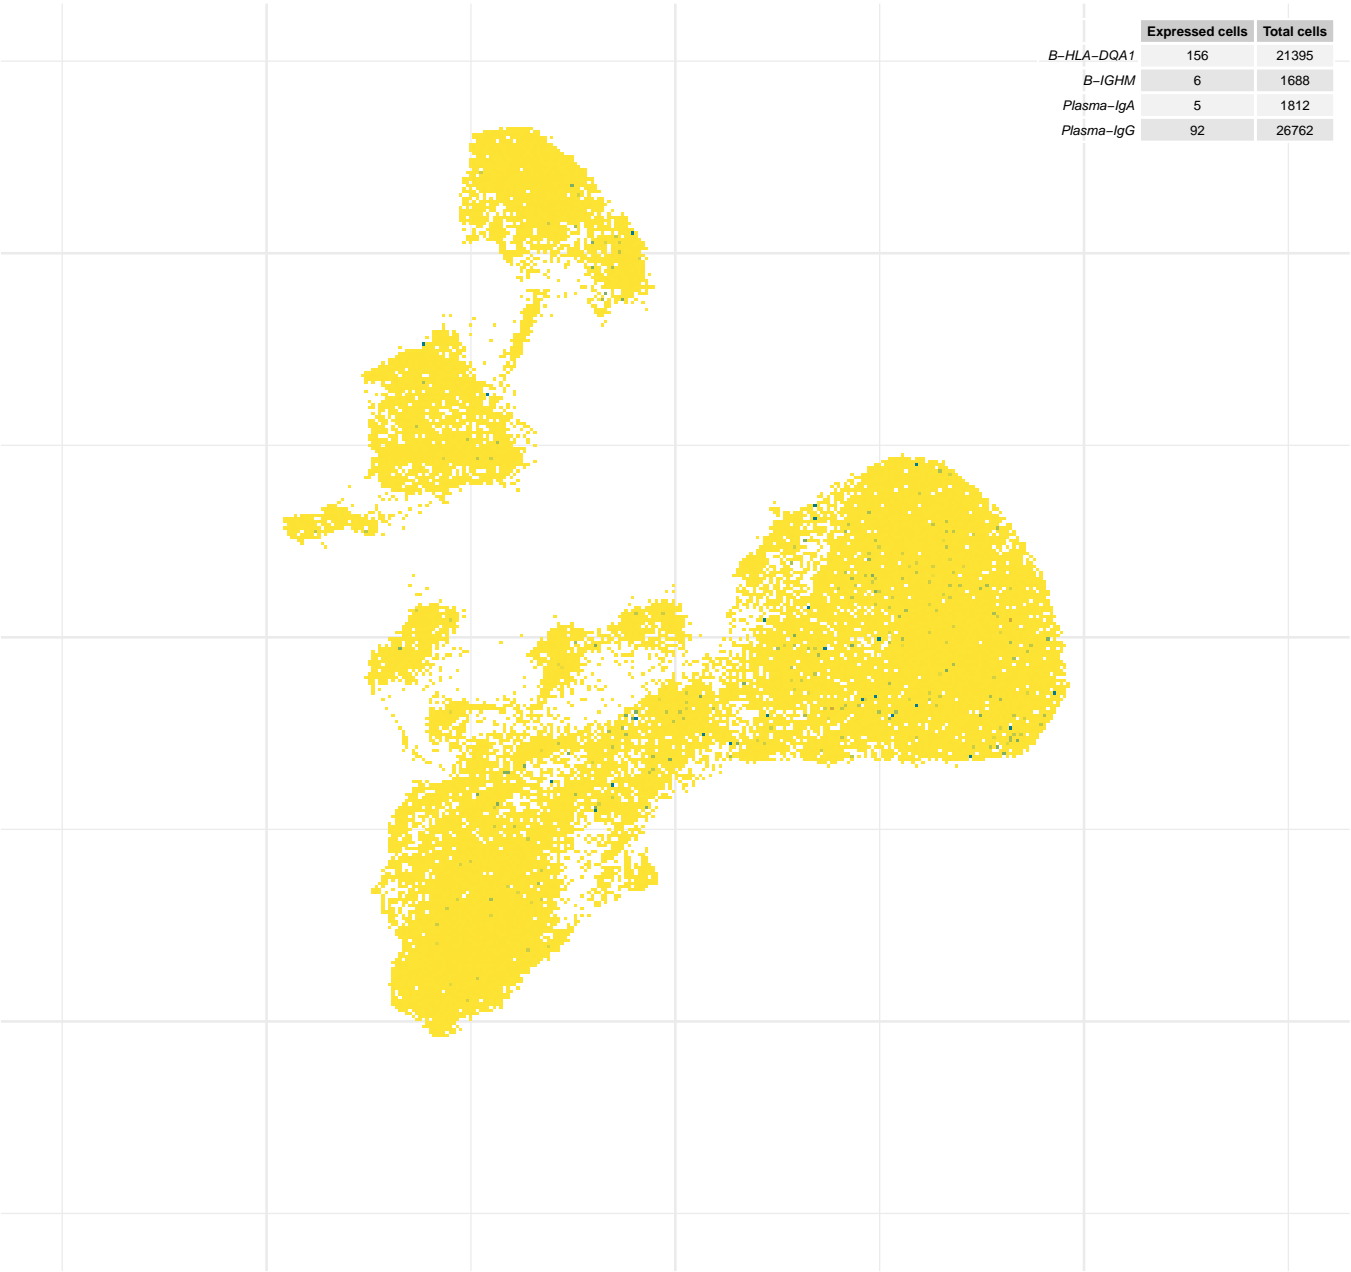 Expressed cells Total cells
B−HLA−DQA1 156 21395
B−IGHM 6 1688
Plasma−IgA 5 1812
Plasma−IgG 92 26762